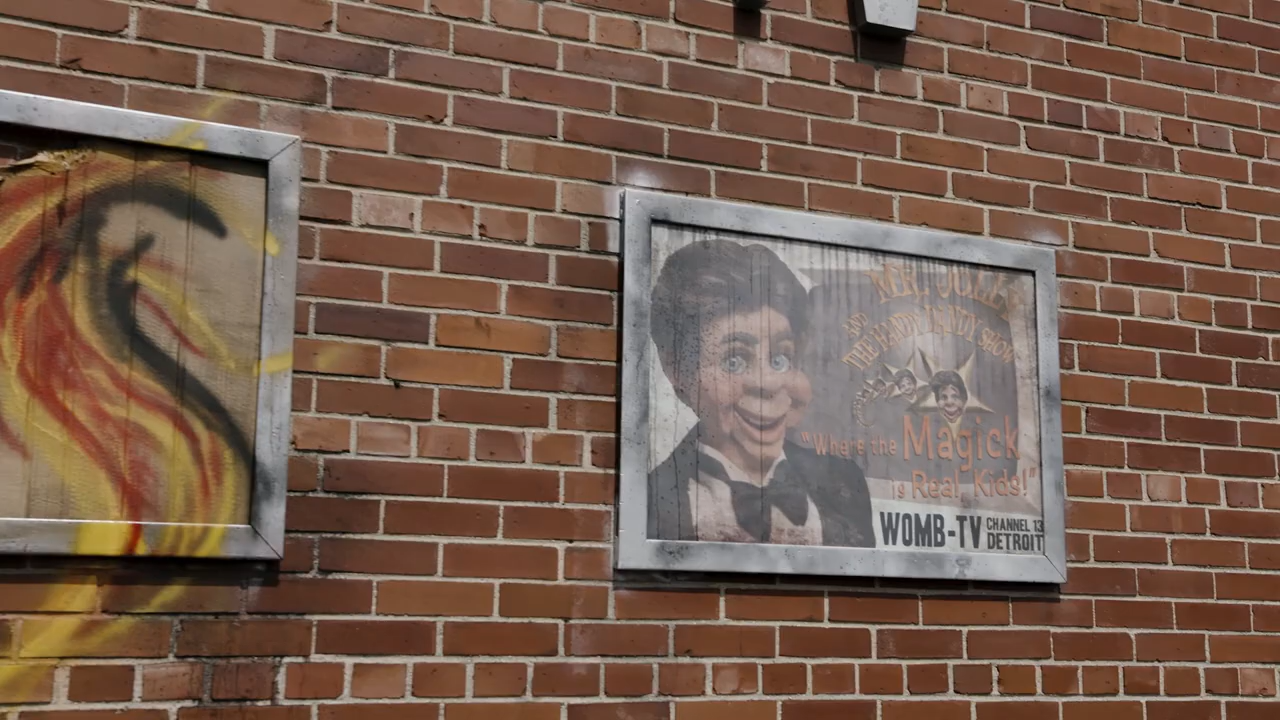 MR. JOLLY
AND
THE HANDY DANDY SHOW
"Where the Magick
is Real, Kids!"
WOMB-TV
CHANNEL 13
DETROIT